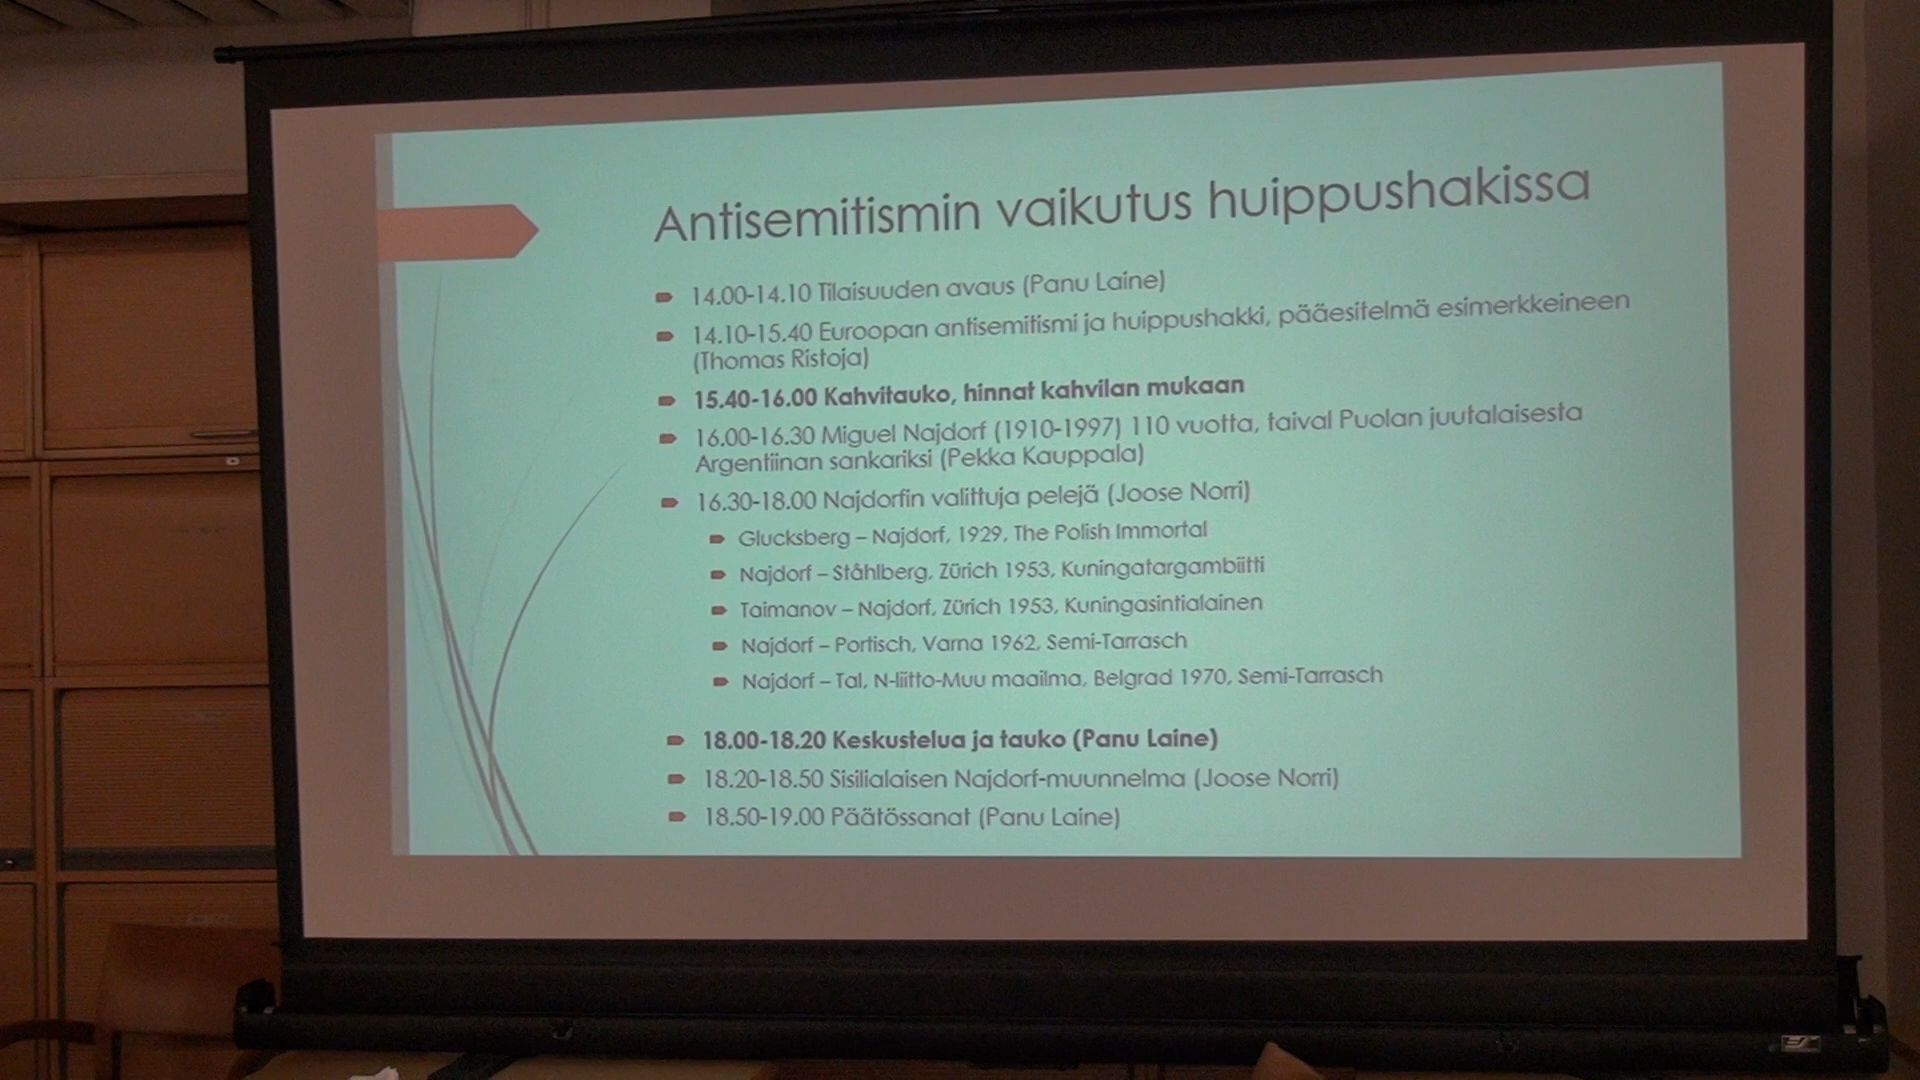 Antisemitismin vaikutus huippushakissa
14.00-14.10 Tilaisuuden avaus (Panu Laine)
14.10-15.40 Euroopan antisemitismi ja huippushakki, pääesitelmä esimerkkeineen
(Thomas Ristoja)
15.40-16.00 Kahvitauko, hinnat kahvilan mukaan
16.00-16.30 Miguel Najdorf (1910-1997) 110 vuotta, taival Puolan juutalaisesta
Argentiinan sankariksi (Pekka Kauppala)
16.30-18.00 Najdorfin valittuja pelejä (Joose Norri)
Glucksberg – Najdorf, 1929, The Polish Immortal
Najdorf – Ståhlberg, Zürich 1953, Kuningatargambiitti
Taimanov – Najdorf, Zürich 1953, Kuningasintialainen
Najdorf – Portisch, Varna 1962, Semi-Tarrasch
Najdorf – Tal, N-liitto-Muu maailma, Belgrad 1970, Semi-Tarrasch
18.00-18.20 Keskustelua ja tauko (Panu Laine)
18.20-18.50 Sisilialaisen Najdorf-muunnelma (Joose Norri)
18.50-19.00 Päätössanat (Panu Laine)